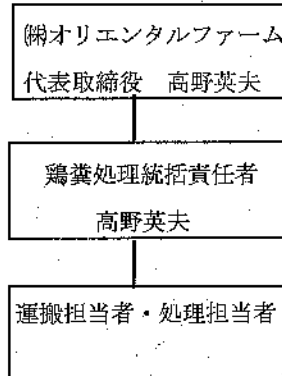 ㈱オリエンタルファーム
代表取締役　高野英夫
鶏糞処理統括責任者
高野英夫
運搬担当者・処理担当者